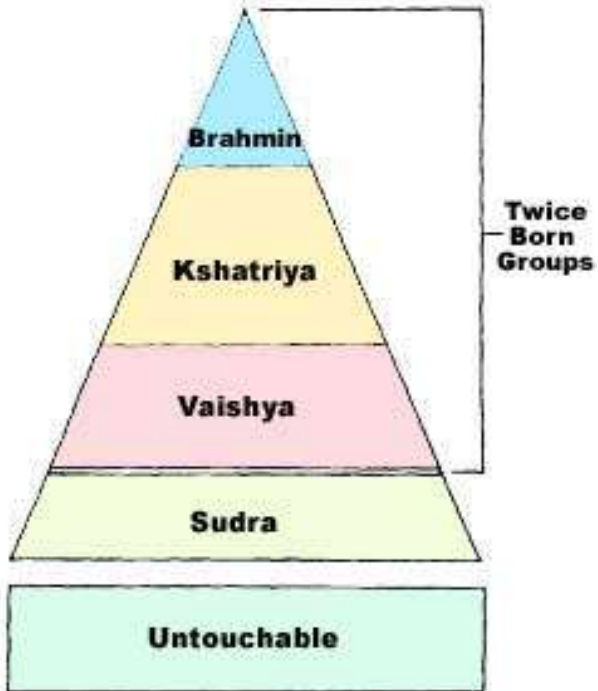 Brahmin
Kshatriya
Twice
Born
Groups
Vaishya
Sudra
Untouchable